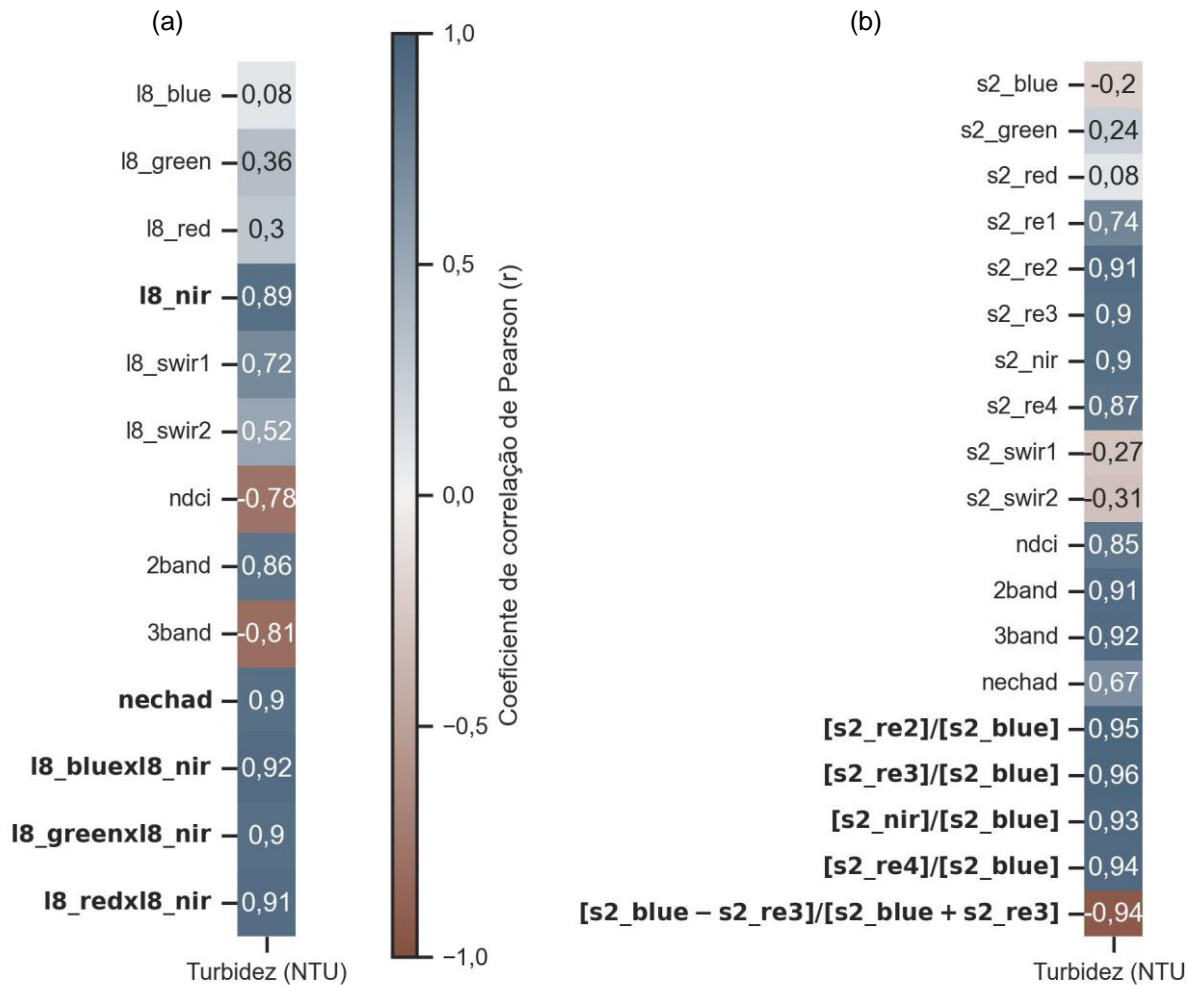 (a)
l8_blue 0,08
l8_green 0,36
l8_red 0,3
l8_nir 0,89
l8_swir1 0,72
l8_swir2 0,52
ndci -0,78
2band 0,86
3band -0,81
nechad 0,9
l8_bluexl8_nir 0,92
l8_greenxl8_nir 0,9
l8_redxl8_nir 0,91
Turbidez (NTU)
1,0
0,5
0,0
−0,5
−1,0
Coeficiente de correlação de Pearson (r)
(b)
s2_blue -0,2
s2_green 0,24
s2_red 0,08
s2_re1 0,74
s2_re2 0,91
s2_re3 0,9
s2_nir 0,9
s2_re4 0,87
s2_swir1 -0,27
s2_swir2 -0,31
ndci 0,85
2band 0,91
3band 0,92
nechad 0,67
[s2_re2]/[s2_blue] 0,95
[s2_re3]/[s2_blue] 0,96
[s2_nir]/[s2_blue] 0,93
[s2_re4]/[s2_blue] 0,94
[s2_blue − s2_re3]/[s2_blue + s2_re3] -0,94
Turbidez (NTU